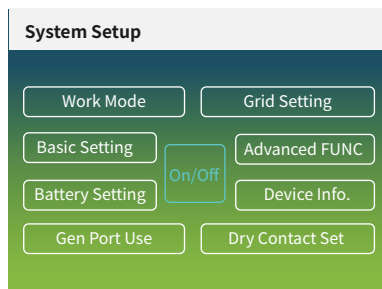 System Setup
Work Mode
Grid Setting
Basic Setting
Advanced FUNC
On/Off
Battery Setting
Device Info.
Gen Port Use
Dry Contact Set